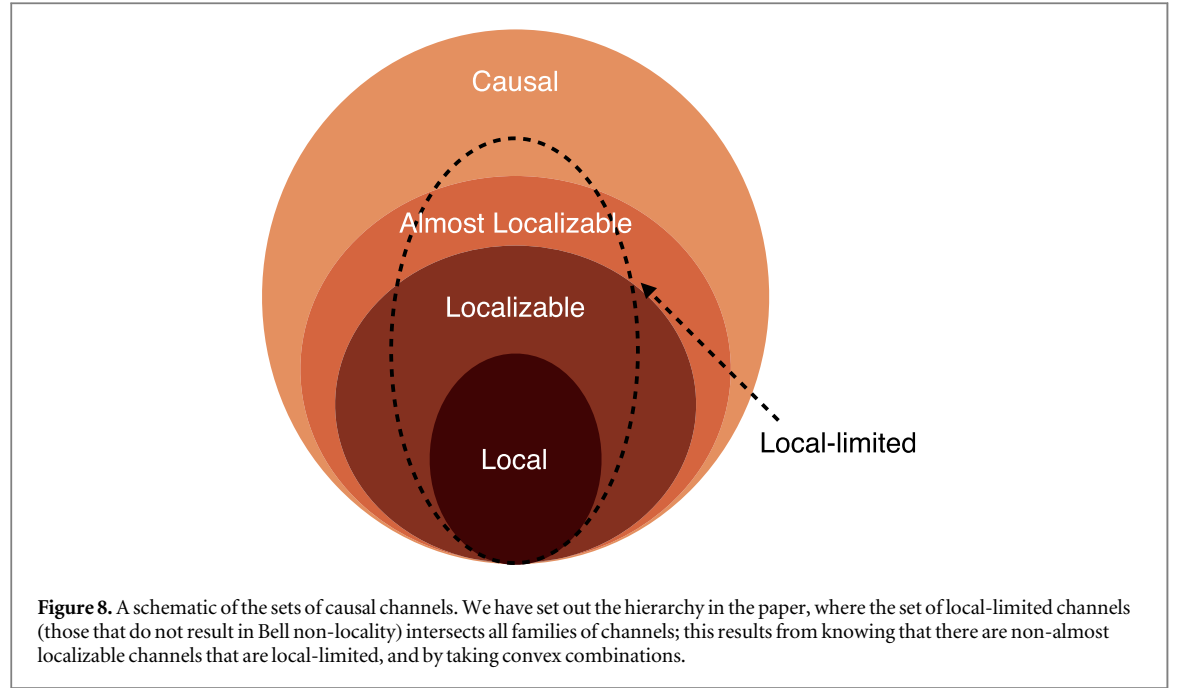 Causal
Almost Localizable
Localizable
Local
Local-limited
Figure 8. A schematic of the sets of causal channels. We have set out the hierarchy in the paper, where the set of local-limited channels
(those that do not result in Bell non-locality) intersects all families of channels; this results from knowing that there are non-almost
localizable channels that are local-limited, and by taking convex combinations.